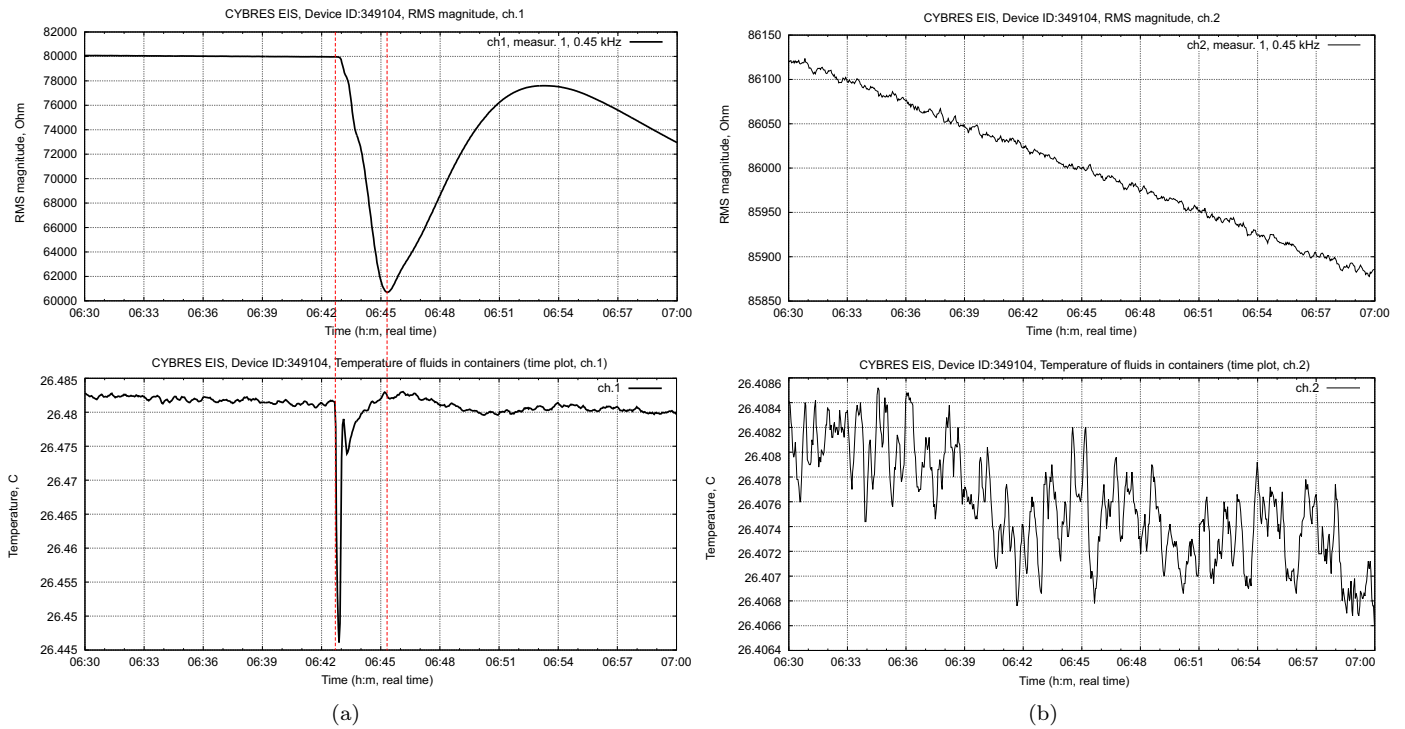 CYBRES EIS, Device ID:349104, RMS magnitude, ch.1
ch1, measur. 1, 0.45 kHz
RMS magnitude, Ohm
82000
80000
78000
76000
74000
72000
70000
68000
66000
64000
62000
60000
06:30 06:33 06:36 06:39 06:42 06:45 06:48 06:51 06:54 06:57 07:00
Time (h:m, real time)
CYBRES EIS, Device ID:349104, Temperature of fluids in containers (time plot, ch.1)
ch.1
Temperature, C
26.485
26.48
26.475
26.47
26.465
26.46
26.455
26.45
26.445
06:30 06:33 06:36 06:39 06:42 06:45 06:48 06:51 06:54 06:57 07:00
Time (h:m, real time)
(a)
CYBRES EIS, Device ID:349104, RMS magnitude, ch.2
ch2, measur. 1, 0.45 kHz
RMS magnitude, Ohm
86150
86100
86050
86000
85950
85900
85850
06:30 06:33 06:36 06:39 06:42 06:45 06:48 06:51 06:54 06:57 07:00
Time (h:m, real time)
CYBRES EIS, Device ID:349104, Temperature of fluids in containers (time plot, ch.2)
ch.2
Temperature, C
26.4086
26.4084
26.4082
26.408
26.4078
26.4076
26.4074
26.4072
26.407
26.4068
26.4066
26.4064
06:30 06:33 06:36 06:39 06:42 06:45 06:48 06:51 06:54 06:57 07:00
Time (h:m, real time)
(b)